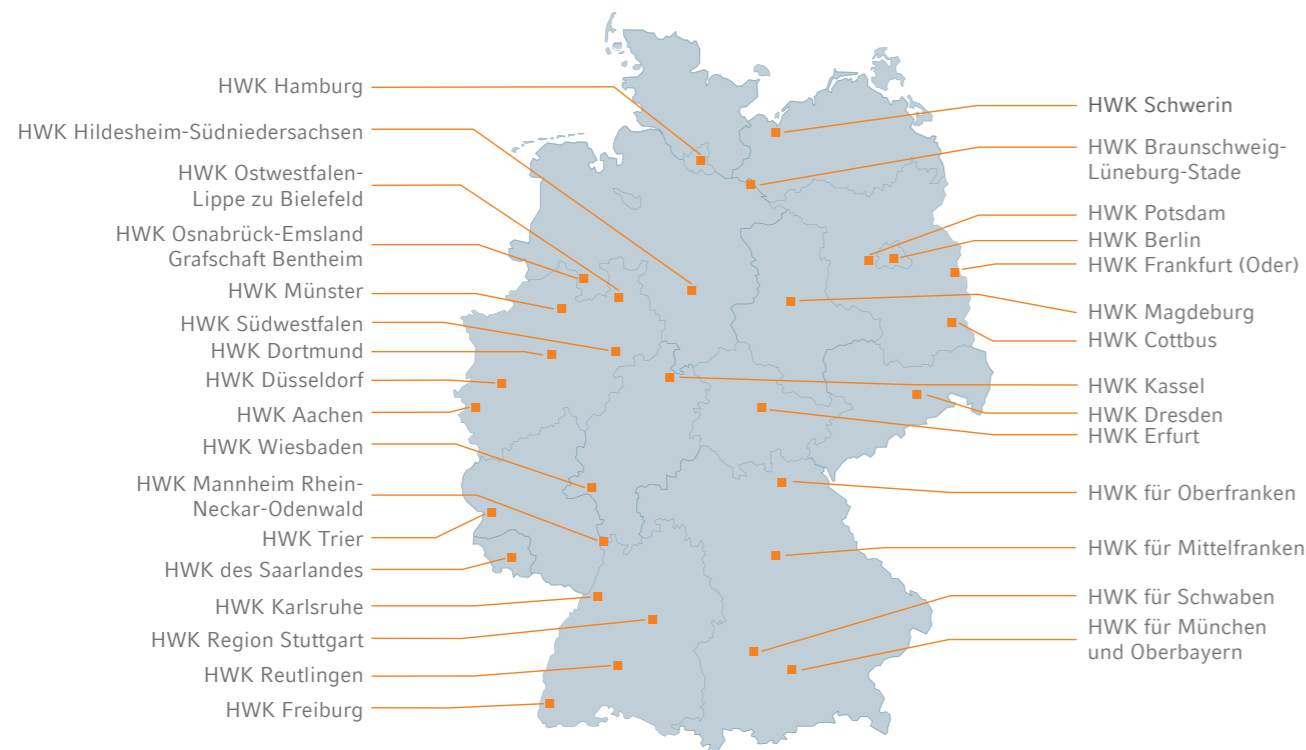 HWK Hamburg
HWK Hildesheim-Südniedersachsen
HWK Ostwestfalen-
Lippe zu Bielefeld
HWK Osnabrück-Emsland
Grafschaft Bentheim
HWK Münster
HWK Südwestfalen
HWK Dortmund
HWK Düsseldorf
HWK Aachen
HWK Wiesbaden
HWK Mannheim Rhein-
Neckar-Odenwald
HWK Trier
HWK des Saarlandes
HWK Karlsruhe
HWK Region Stuttgart
HWK Reutlingen
HWK Freiburg
HWK Schwerin
HWK Braunschweig-
Lüneburg-Stade
HWK Potsdam
HWK Berlin
HWK Frankfurt (Oder)
HWK Magdeburg
HWK Cottbus
HWK Kassel
HWK Dresden
HWK Erfurt
HWK für Oberfranken
HWK für Mittelfranken
HWK für Schwaben
HWK für München
und Oberbayern